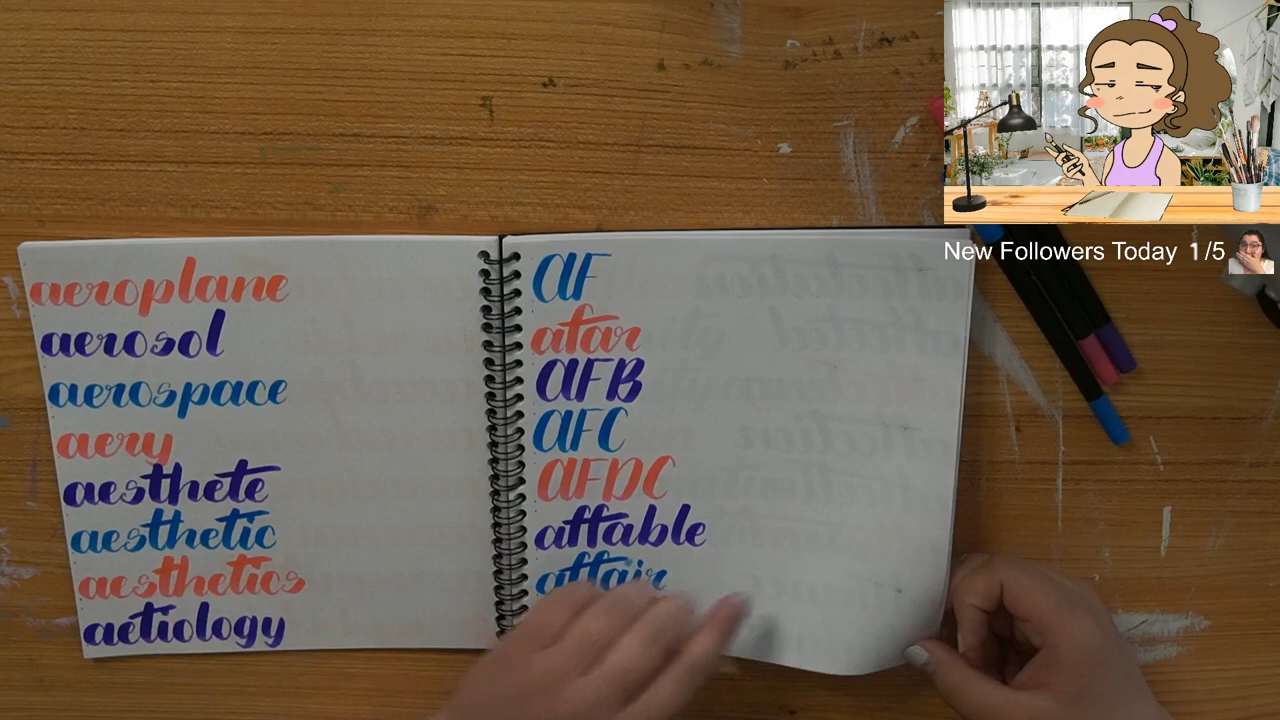 New Followers Today 1/5
aeroplane
aerosol
aerospace
aery
aesthete
aesthetic
aesthetics
aetiology
AF
afar
AFB
AFC
AFDC
affable
affair